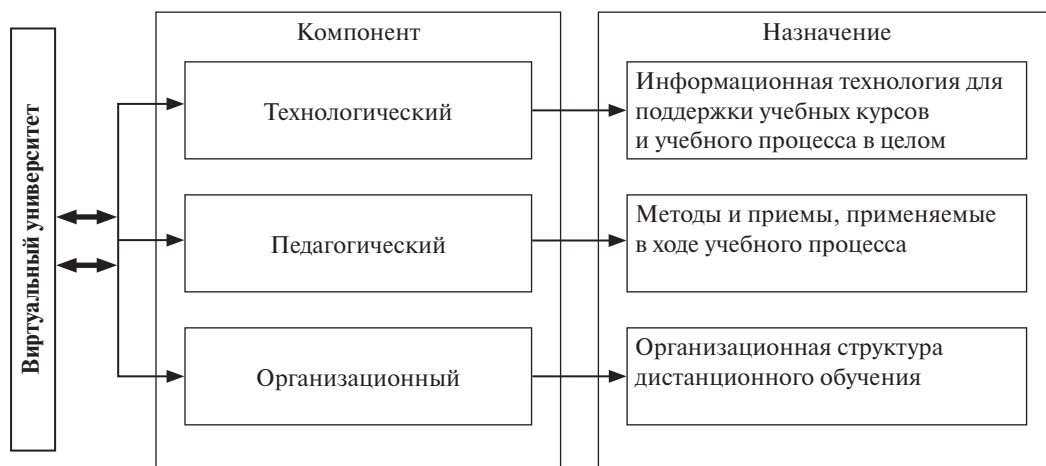 Виртуальный университет
Компонент
Назначение
Технологический
Информационная технология для
поддержки учебных курсов
и учебного процесса в целом
Педагогический
Методы и приемы, применяемые
в ходе учебного процесса
Организационный
Организационная структура
дистанционного обучения